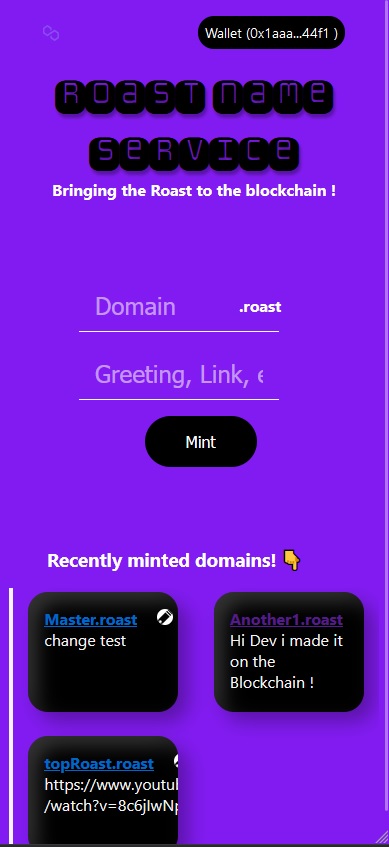 Wallet (0x1aaa...44f1 )
Roast Name
Service
Bringing the Roast to the blockchain !
Domain .roast
Greeting, Link, e
Mint
Recently minted domains! 👇
Master.roast
change test
Another1.roast
Hi Dev i made it
on the
Blockchain !
topRoast.roast
https://www.youtul
/watch?v=8c6jIwNp